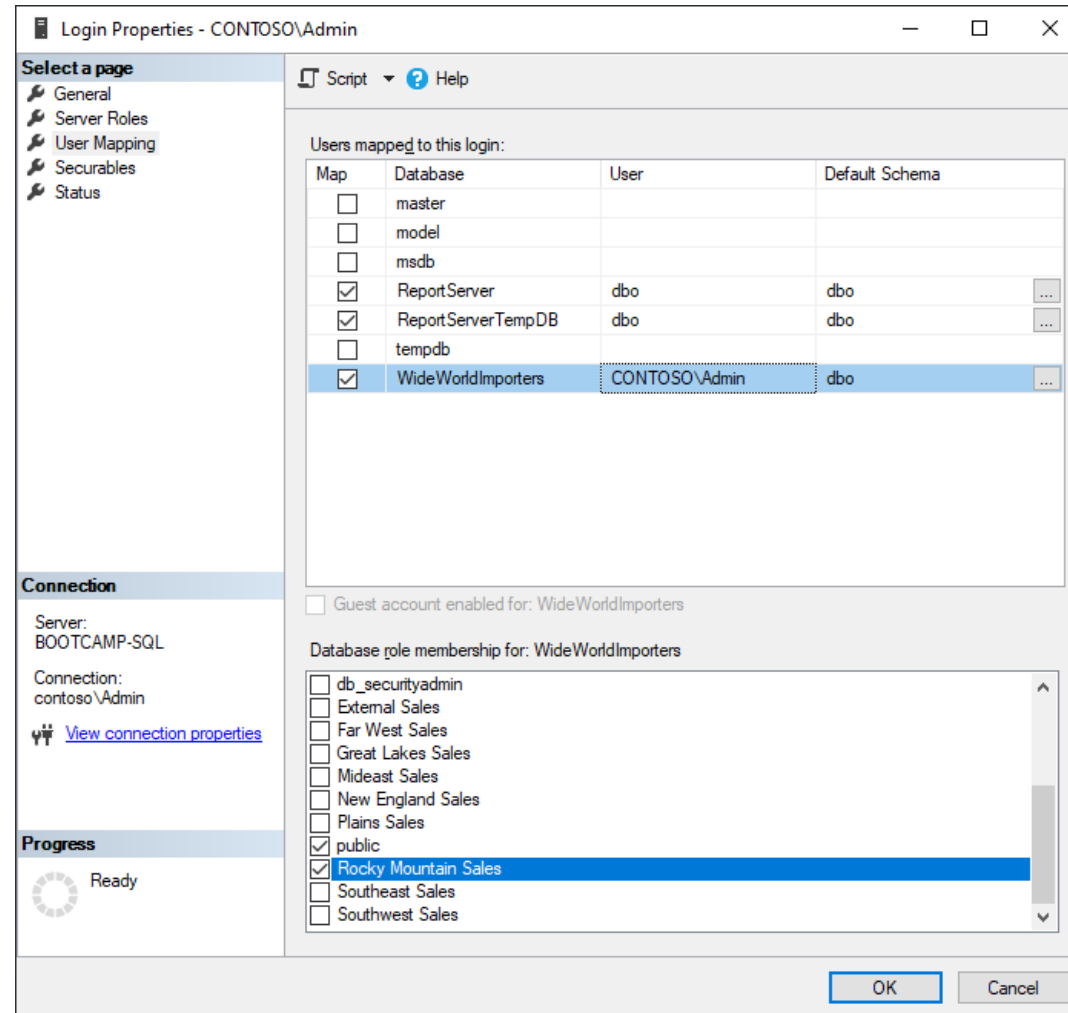 Login Properties - CONTOSO\Admin
Select a page
General
Server Roles
User Mapping
Securables
Status
Script Help
Users mapped to this login:
Map Database User Default Schema
master
model
msdb
ReportServer dbo dbo ...
ReportServerTempDB dbo dbo ...
tempdb
WideWorldImporters CONTOSO\Admin dbo ...
Guest account enabled for: WideWorldImporters
Database role membership for: WideWorldImporters
db_securityadmin
External Sales
Far West Sales
Great Lakes Sales
Mideast Sales
New England Sales
Plains Sales
public
Rocky Mountain Sales
Southeast Sales
Southwest Sales
Connection
Server:
BOOTCAMP-SQL
Connection:
contoso\Admin
View connection properties
Progress
Ready
OK Cancel